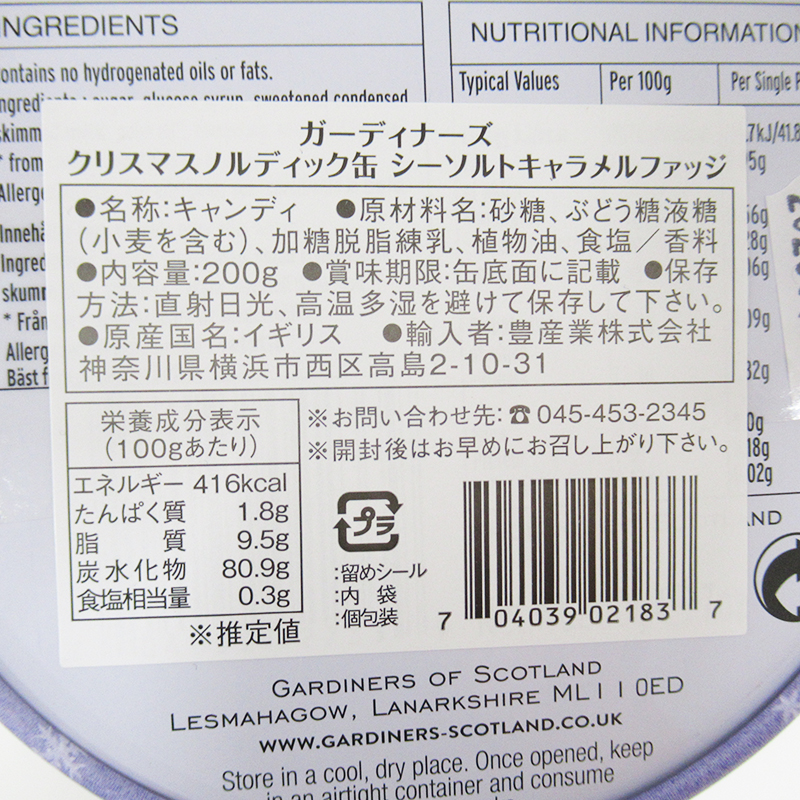 INGREDIENTS
NUTRITIONAL INFORMATION
ontains no hydrogenated oils or fats.
Typical Values Per 100g Per Single
sugar, glucose syrup, sweetened condensed
ガーディナーズ
クリスマスノルディック缶 シーソルトキャラメルファッジ
●名称:キャンディ ●原材料名:砂糖、ぶどう糖液糖
(小麦を含む)、加糖脱脂練乳、植物油、食塩/香料
●内容量:200g ●賞味期限:缶底面に記載 ●保存
方法:直射日光、高温多湿を避けて保存して下さい。
●原産国名:イギリス ●輸入者:豊産業株式会社
神奈川県横浜市西区高島2-10-31
栄養成分表示
(100gあたり)
エネルギー 416kcal
たんぱく質 1.8g
脂 質 9.5g
炭水化物 80.9g
食塩相当量 0.3g
※推定値
※お問い合わせ先:☎045-453-2345
※開封後はお早めにお召し上がり下さい。
プラ
:留めシール
:内 袋
:個包装
7 04039 02183 7
* from
* Från
Allerg
Bäst f
GARDINERS OF SCOTLAND
LESMAHAGOW, LANARKSHIRE ML11 0ED
WWW.GARDINERS-SCOTLAND.CO.UK
Store in a cool, dry place. Once opened, keep
in an airtight container and consume